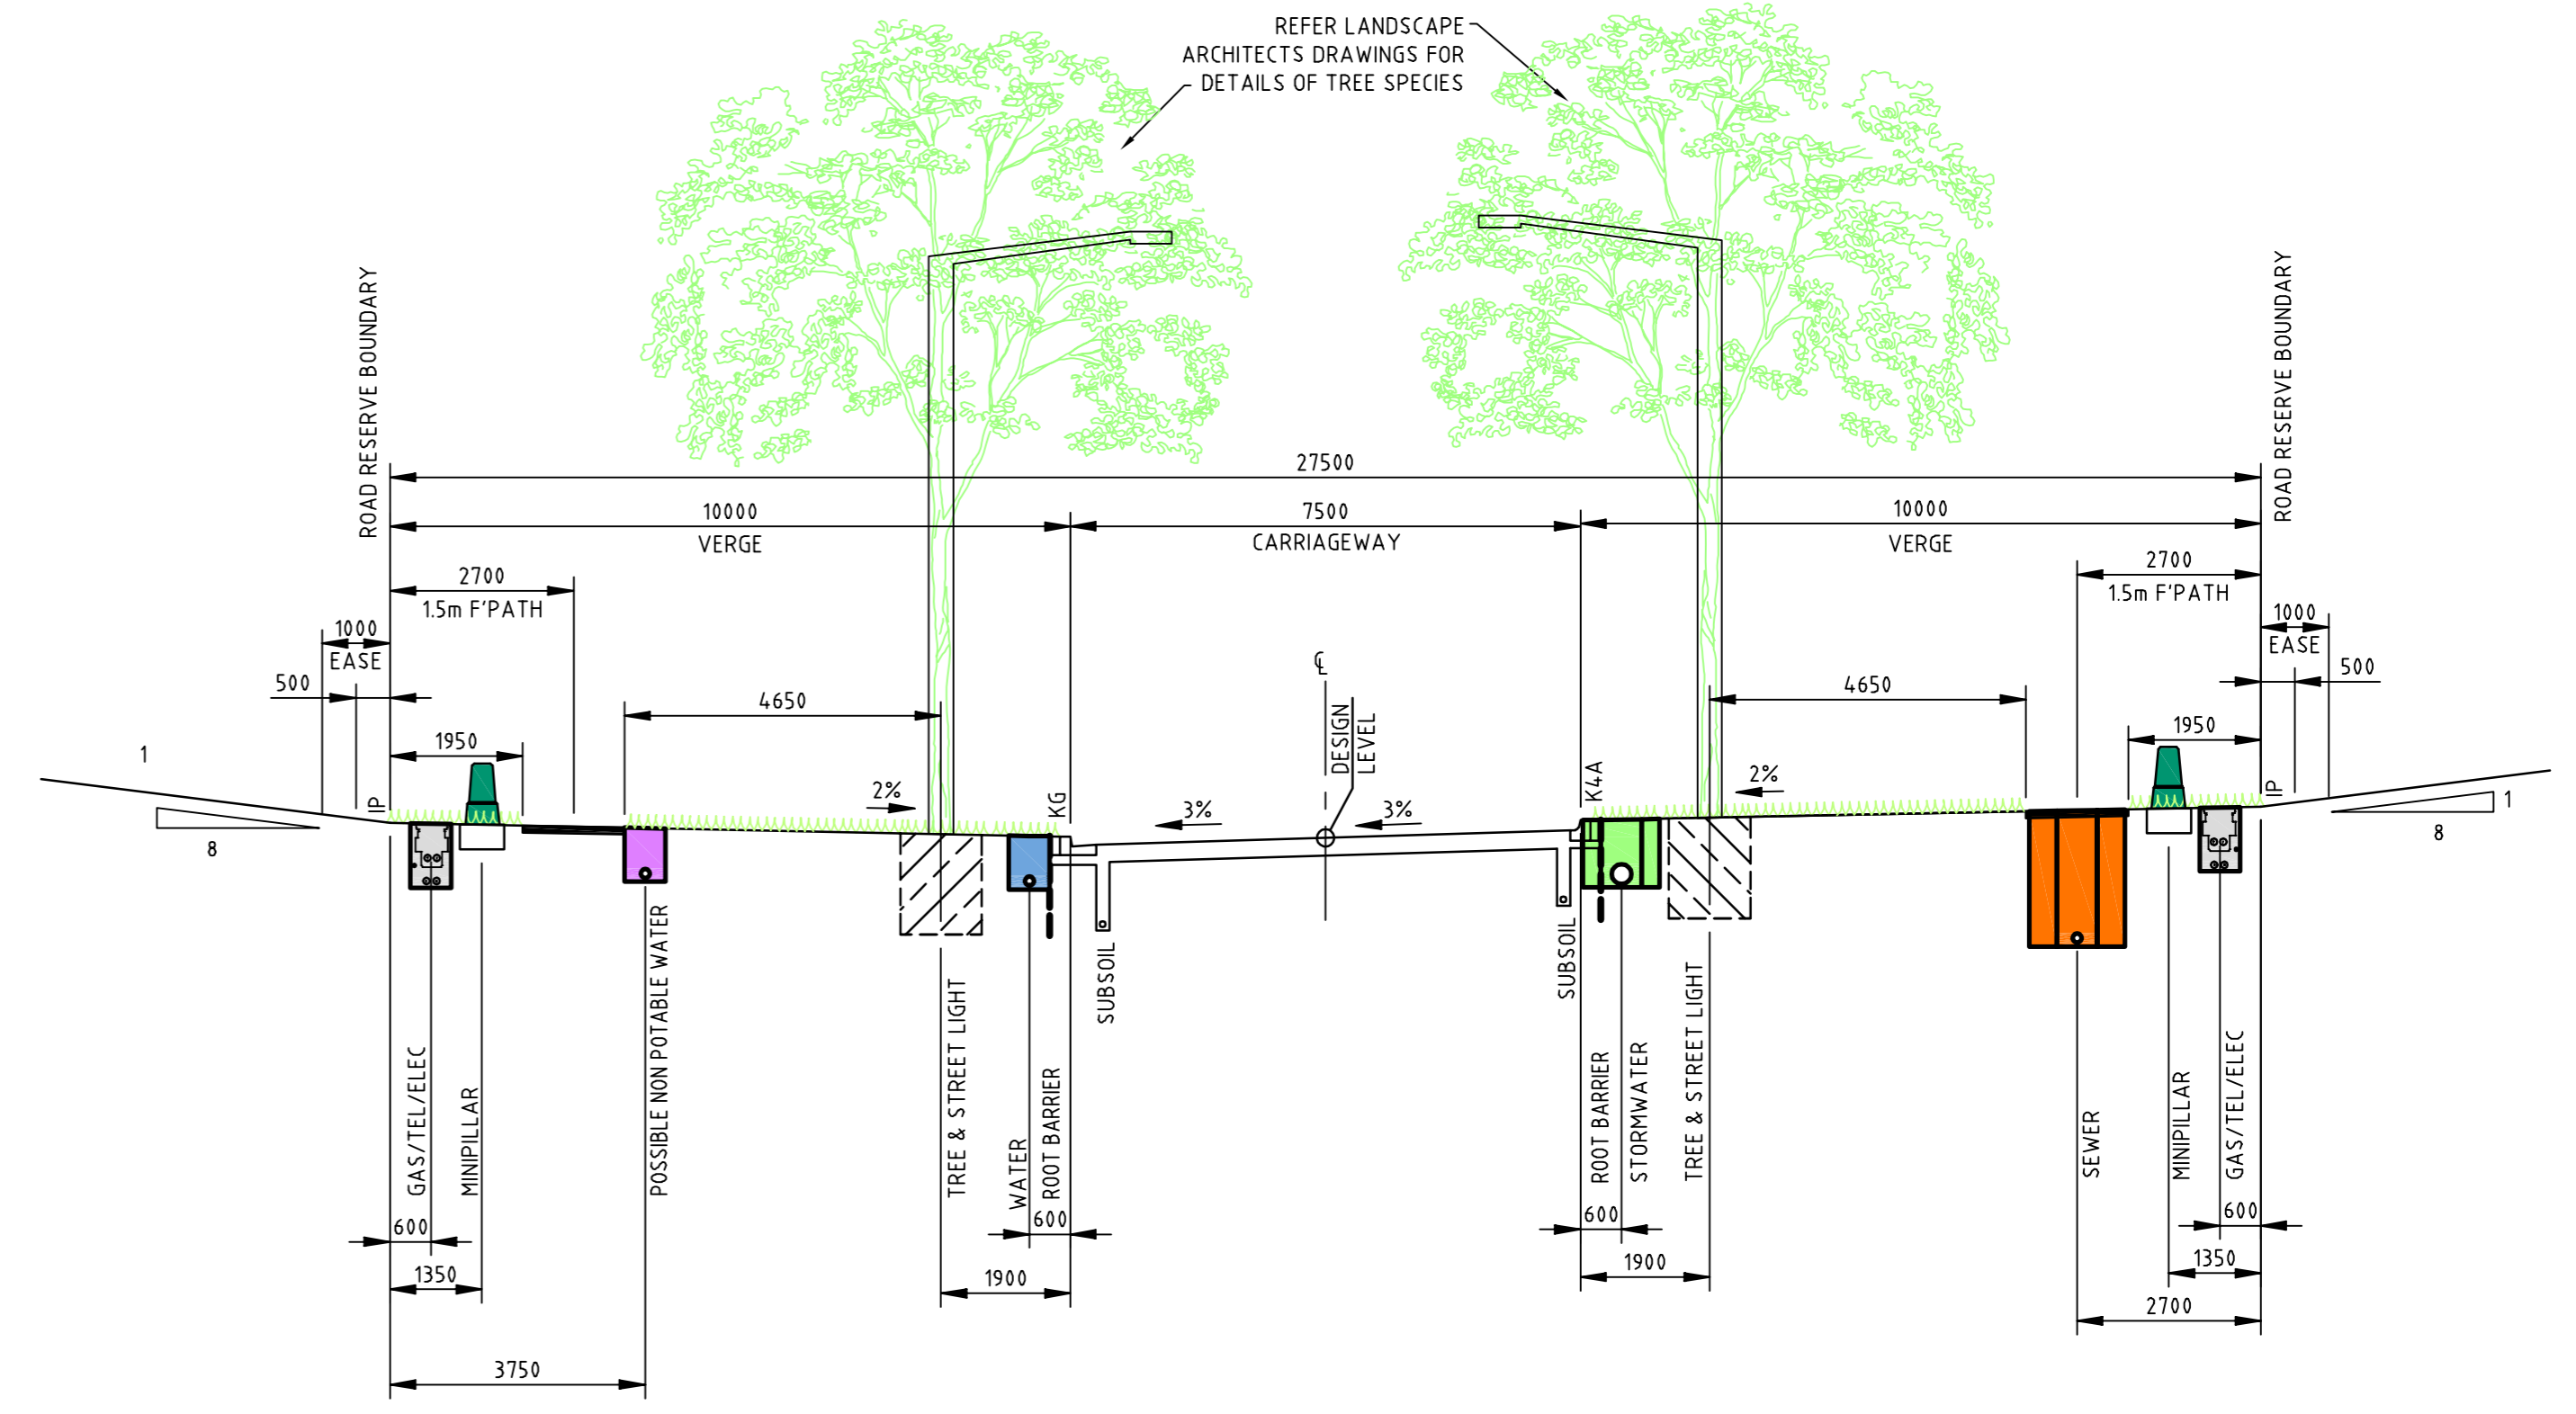 REFER LANDSCAPE
ARCHITECTS DRAWINGS FOR
DETAILS OF TREE SPECIES
ROAD RESERVE BOUNDARY
ROAD RESERVE BOUNDARY
27500
10000
VERGE
7500
CARRIAGEWAY
10000
VERGE
2700
1.5m F'PATH
2700
1.5m F'PATH
1000
EASE
1000
EASE
500
500
4650
4650
℄
DESIGN
LEVEL
1950
1950
1
8
IP
2%
KG
3%
3%
K4A
2%
IP
1
8
GAS/TEL/ELEC
MINIPILLAR
POSSIBLE NON POTABLE WATER
TREE & STREET LIGHT
WATER
ROOT BARRIER
SUBSOIL
SUBSOIL
ROOT BARRIER
STORMWATER
TREE & STREET LIGHT
SEWER
MINIPILLAR
GAS/TEL/ELEC
600
600
600
600
1350
1900
1900
1350
2700
3750